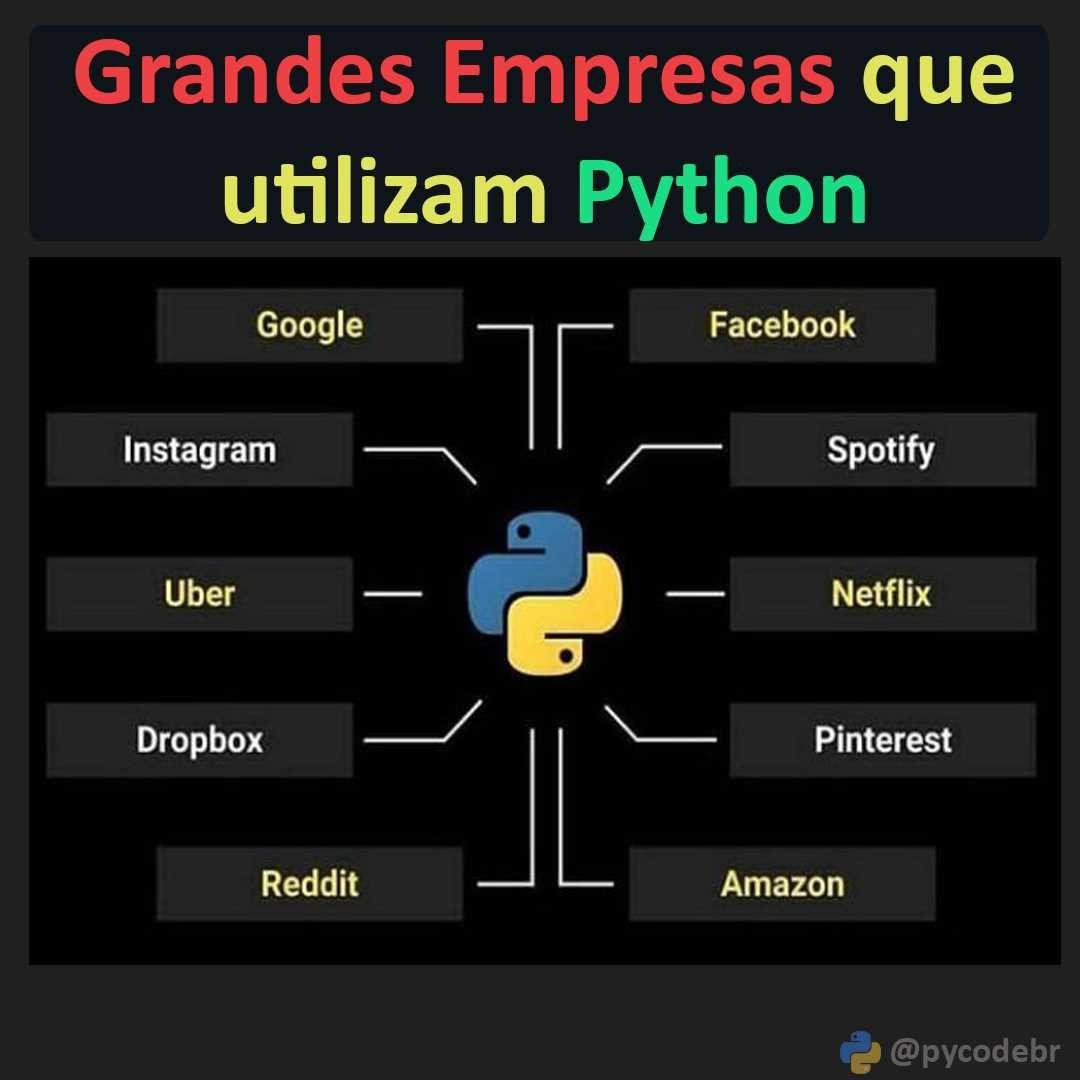 Grandes Empresas que
utilizam Python
Google
Facebook
Instagram
Spotify
Uber
Netflix
Dropbox
Pinterest
Reddit
Amazon
@pycodebr